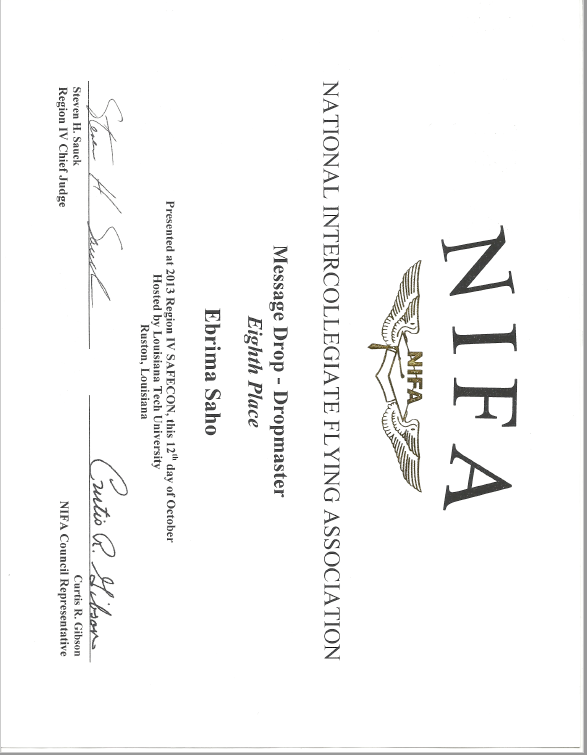 NIFA
NIFA
NATIONAL INTERCOLLEGIATE FLYING ASSOCIATION
Message Drop - Dropmaster
Eighth Place
Ebrima Saho
Presented at 2013 Region IV SAFECON, this 12th day of October
Hosted by Louisiana Tech University
Ruston, Louisiana
Steven H. Sauck
Steven H. Sauck
Region IV Chief Judge
Curtis R. Gibson
Curtis R. Gibson
NIFA Council Representative